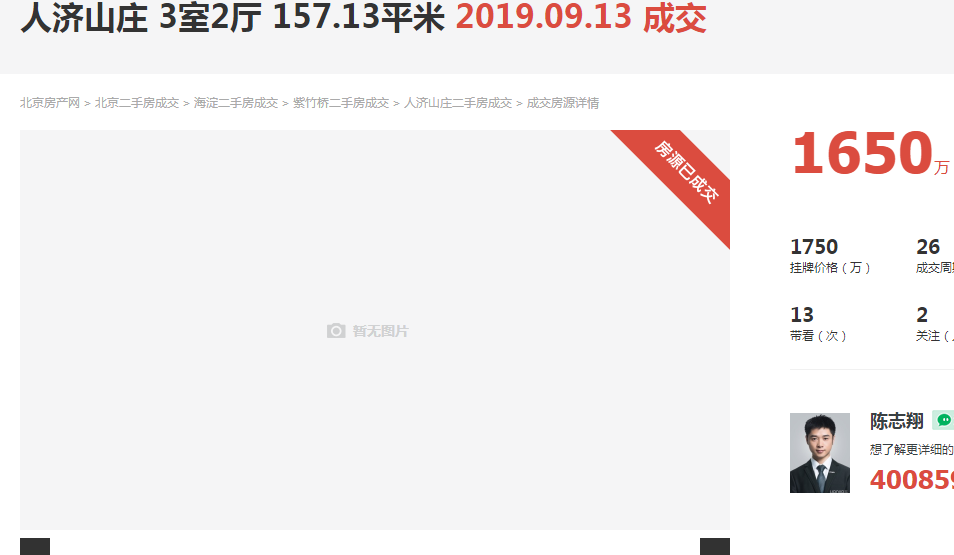 人济山庄 3室2厅 157.13平米 2019.09.13 成交
北京房产网 > 北京二手房成交 > 海淀二手房成交 > 紫竹桥二手房成交 > 人济山庄二手房成交 > 成交房源详情
房源已成交
暂无图片
1650万
1750 26
挂牌价格（万） 成交周
13 2
带看（次） 关注（
陈志翔
想了解更详细的
400859